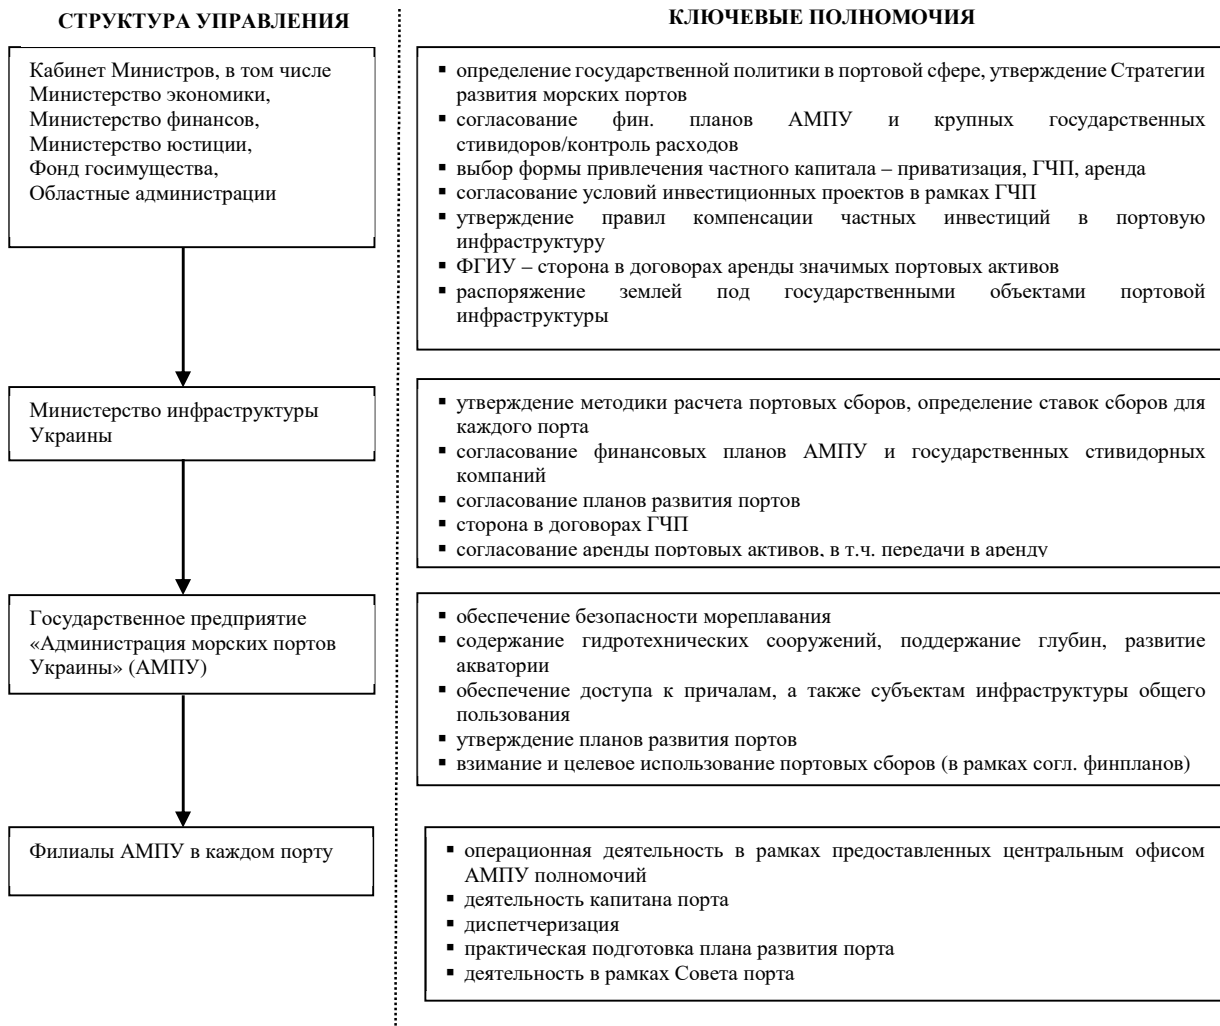 СТРУКТУРА УПРАВЛЕНИЯ
КЛЮЧЕВЫЕ ПОЛНОМОЧИЯ
Кабинет Министров, в том числе
Министерство экономики,
Министерство финансов,
Министерство юстиции,
Фонд госимущества,
Областные администрации
▪ определение государственной политики в портовой сфере, утверждение Стратегии
развития морских портов
▪ согласование фин. планов АМПУ и крупных государственных
стивидоров/контроль расходов
▪ выбор формы привлечения частного капитала – приватизация, ГЧП, аренда
▪ согласование условий инвестиционных проектов в рамках ГЧП
▪ утверждение правил компенсации частных инвестиций в портовую
инфраструктуру
▪ ФГИУ – сторона в договорах аренды значимых портовых активов
▪ распоряжение землей под государственными объектами портовой
инфраструктуры
Министерство инфраструктуры
Украины
▪ утверждение методики расчета портовых сборов, определение ставок сборов для
каждого порта
▪ согласование финансовых планов АМПУ и государственных стивидорных
компаний
▪ согласование планов развития портов
▪ сторона в договорах ГЧП
▪ согласование аренды портовых активов, в т.ч. передачи в аренду
Государственное предприятие
«Администрация морских портов
Украины» (АМПУ)
▪ обеспечение безопасности мореплавания
▪ содержание гидротехнических сооружений, поддержание глубин, развитие
акватории
▪ обеспечение доступа к причалам, а также субъектам инфраструктуры общего
пользования
▪ утверждение планов развития портов
▪ взимание и целевое использование портовых сборов (в рамках согл. финпланов)
Филиалы АМПУ в каждом порту
▪ операционная деятельность в рамках предоставленных центральным офисом
АМПУ полномочий
▪ деятельность капитана порта
▪ диспетчеризация
▪ практическая подготовка плана развития порта
▪ деятельность в рамках Совета порта